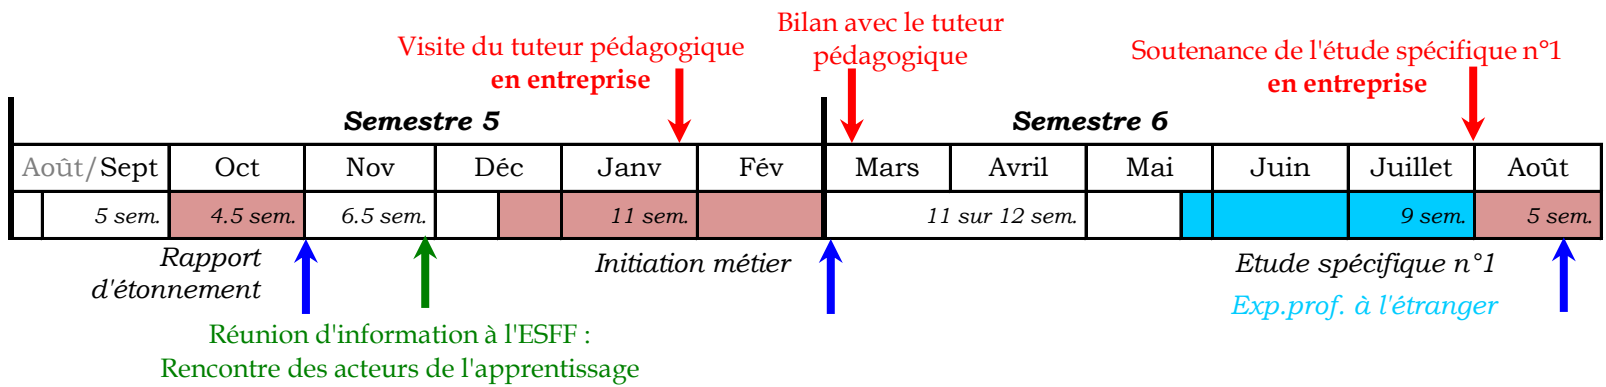 Bilan avec le tuteur
pédagogique
Visite du tuteur pédagogique
en entreprise
Soutenance de l'étude spécifique n°1
en entreprise
Semestre 5
Semestre 6
Août/Sept Oct Nov Déc Janv Fév Mars Avril Mai Juin Juillet Août
5 sem. 4.5 sem. 6.5 sem. 11 sem. 11 sur 12 sem. 9 sem. 5 sem.
Rapport
d'étonnement
Initiation métier
Etude spécifique n°1
Exp.prof. à l'étranger
Réunion d'information à l'ESFF :
Rencontre des acteurs de l'apprentissage